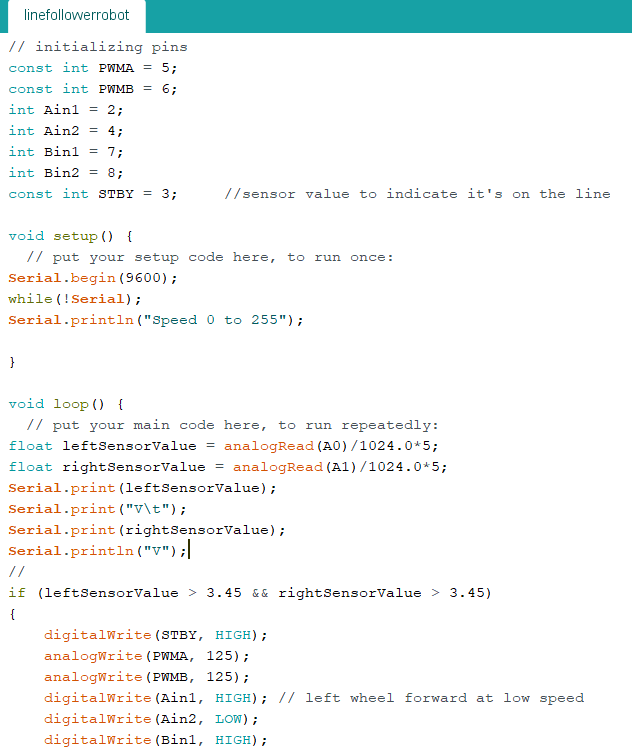 linefollowerrobot
// initializing pins
const int PWMA = 5;
const int PWMB = 6;
int Ain1 = 2;
int Ain2 = 4;
int Bin1 = 7;
int Bin2 = 8;
const int STBY = 3;     //sensor value to indicate it's on the line
void setup() {
  // put your setup code here, to run once:
Serial.begin(9600);
while(!Serial);
Serial.println("Speed 0 to 255");
}
void loop() {
  // put your main code here, to run repeatedly:
float leftSensorValue = analogRead(A0)/1024.0*5;
float rightSensorValue = analogRead(A1)/1024.0*5;
Serial.print(leftSensorValue);
Serial.print("V\t");
Serial.print(rightSensorValue);
Serial.println("V");
//
if (leftSensorValue > 3.45 && rightSensorValue > 3.45)
{
    digitalWrite(STBY, HIGH);
    analogWrite(PWMA, 125);
    analogWrite(PWMB, 125);
    digitalWrite(Ain1, HIGH); // left wheel forward at low speed
    digitalWrite(Ain2, LOW);
    digitalWrite(Bin1, HIGH);